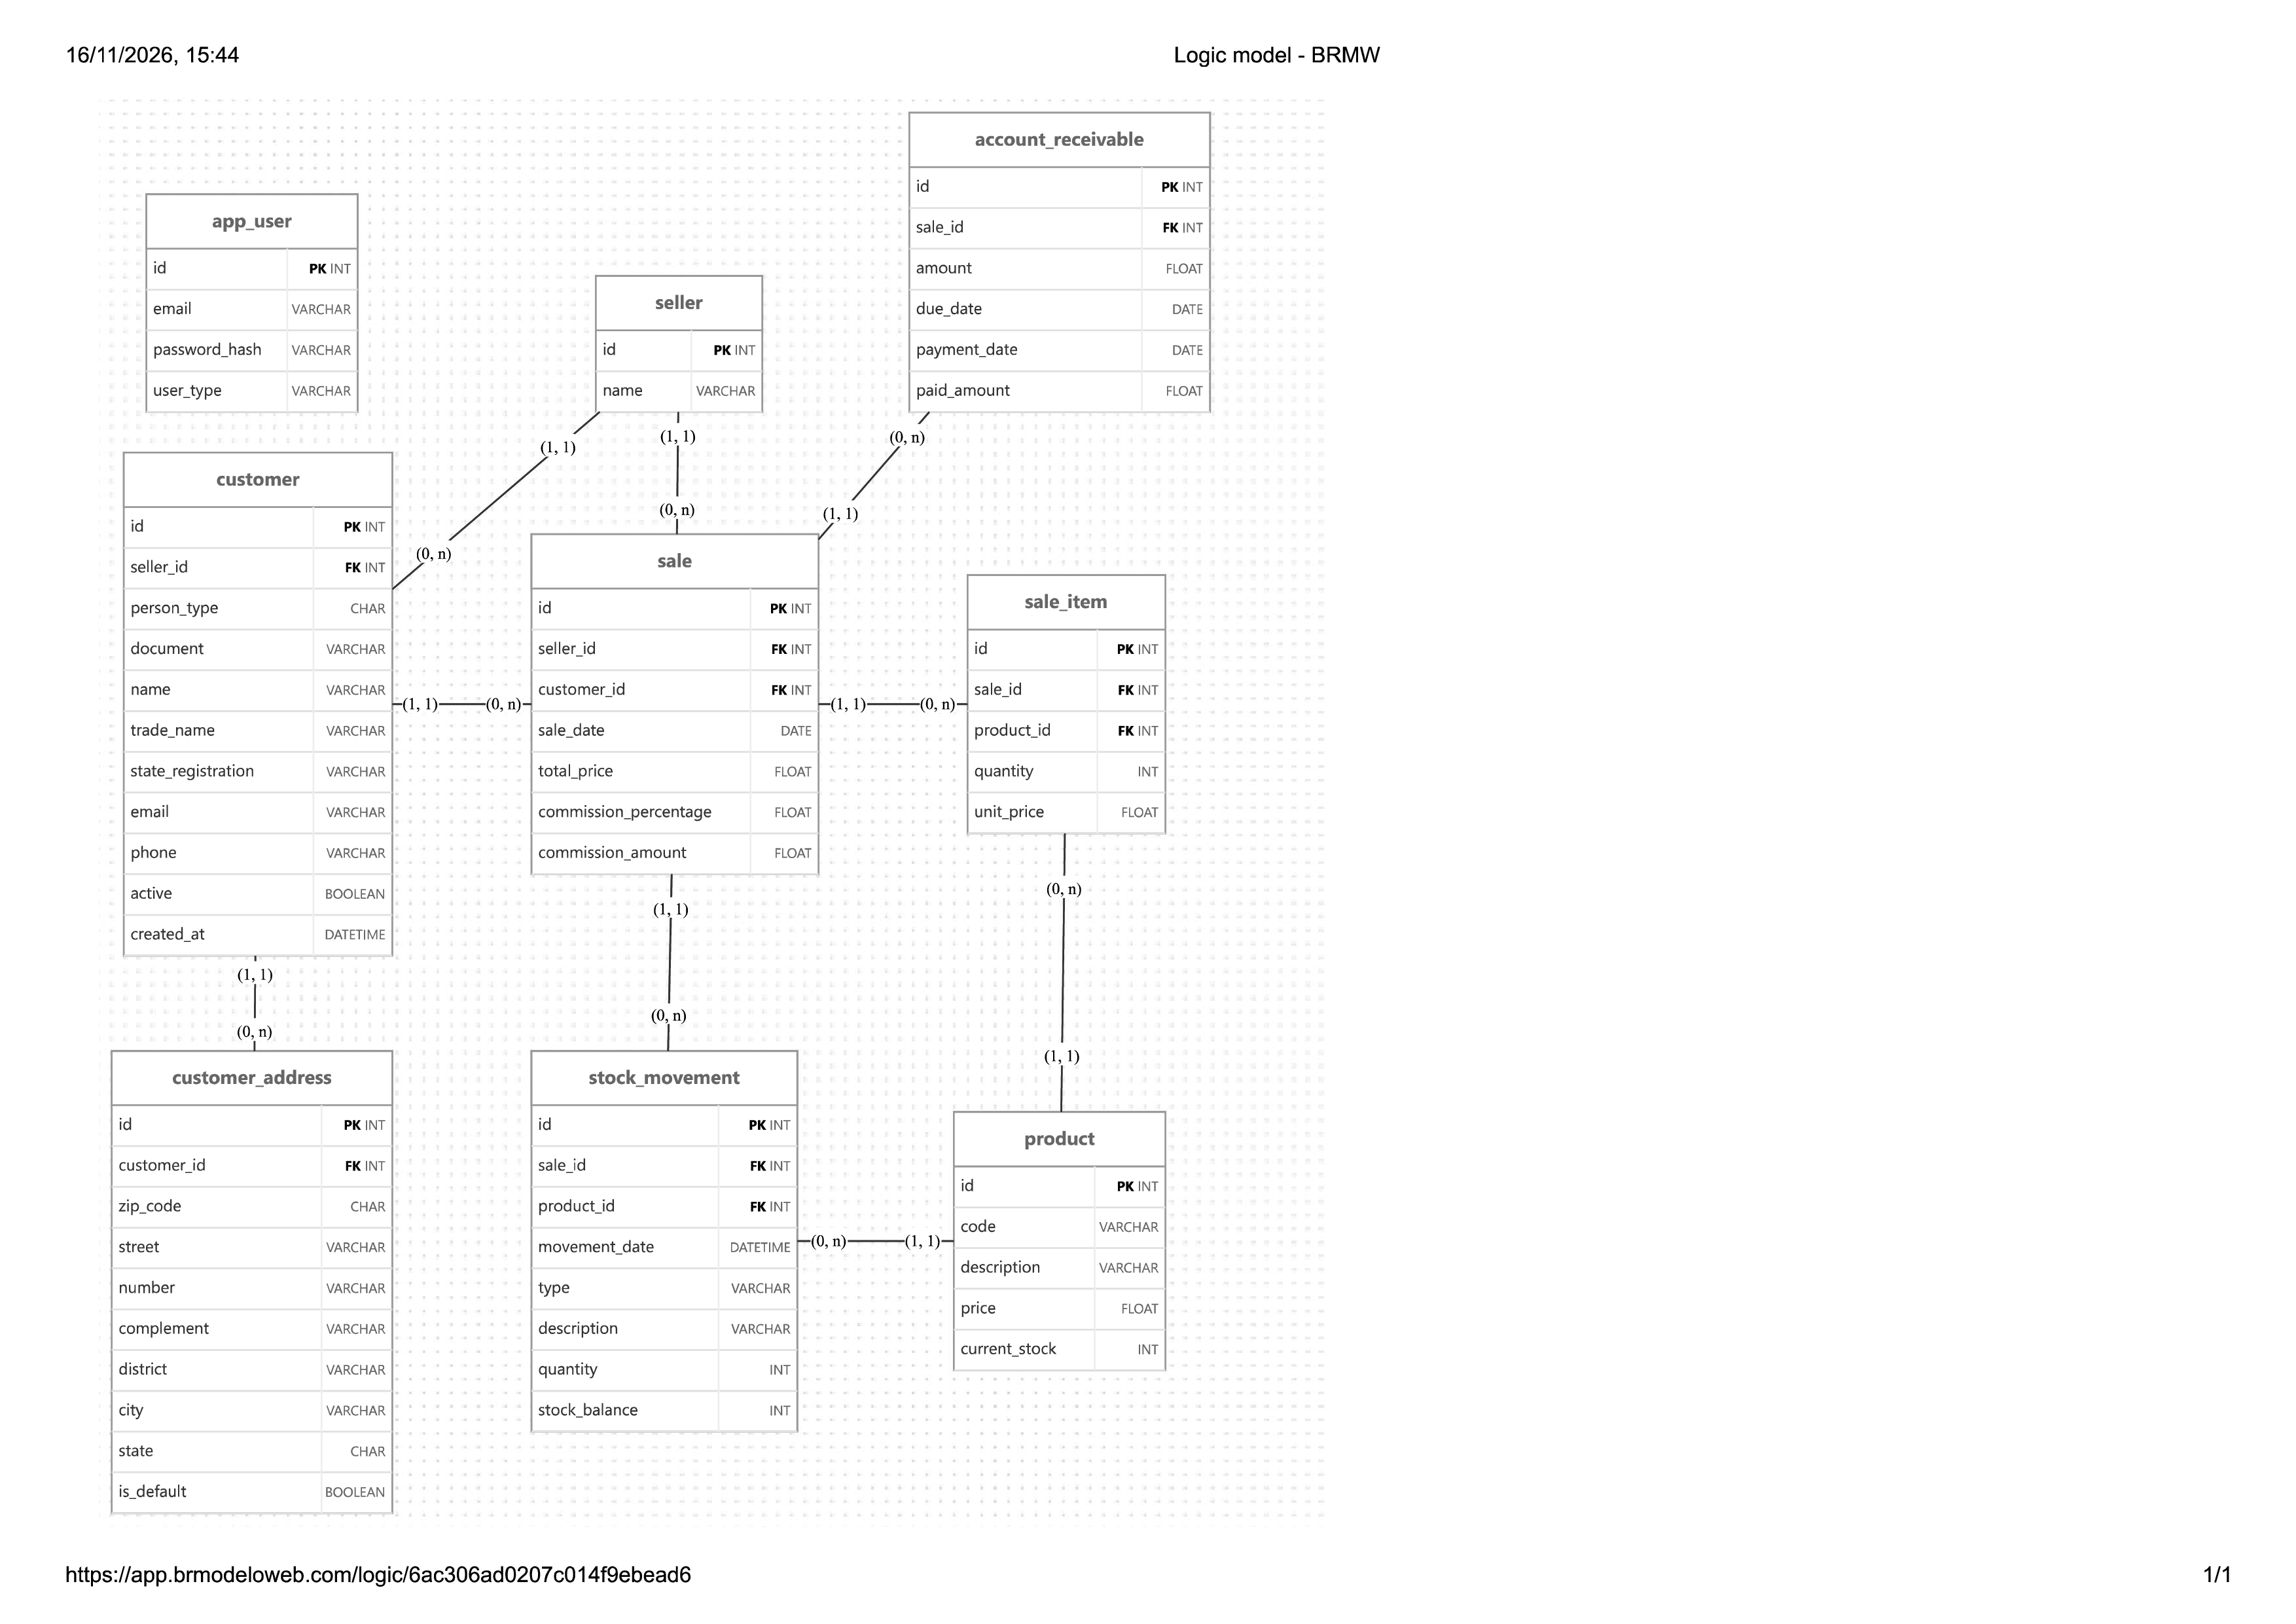 16/11/2026, 15:44
Logic model - BRMW
app_user
id PK INT
email VARCHAR
password_hash VARCHAR
user_type VARCHAR
seller
id PK INT
name VARCHAR
account_receivable
id PK INT
sale_id FK INT
amount FLOAT
due_date DATE
payment_date DATE
paid_amount FLOAT
(1, 1)
(0, n)
(1, 1)
(0, n)
(0, n)
(1, 1)
customer
id PK INT
seller_id FK INT
person_type CHAR
document VARCHAR
name VARCHAR
trade_name VARCHAR
state_registration VARCHAR
email VARCHAR
phone VARCHAR
active BOOLEAN
created_at DATETIME
(1, 1)
(0, n)
sale
id PK INT
seller_id FK INT
customer_id FK INT
sale_date DATE
total_price FLOAT
commission_percentage FLOAT
commission_amount FLOAT
(1, 1)
(0, n)
sale_item
id PK INT
sale_id FK INT
product_id FK INT
quantity INT
unit_price FLOAT
(1, 1)
(0, n)
(1, 1)
(0, n)
(0, n)
(1, 1)
customer_address
id PK INT
customer_id FK INT
zip_code CHAR
street VARCHAR
number VARCHAR
complement VARCHAR
district VARCHAR
city VARCHAR
state CHAR
is_default BOOLEAN
stock_movement
id PK INT
sale_id FK INT
product_id FK INT
movement_date DATETIME
type VARCHAR
description VARCHAR
quantity INT
stock_balance INT
(0, n)
(1, 1)
product
id PK INT
code VARCHAR
description VARCHAR
price FLOAT
current_stock INT
https://app.brmodeloweb.com/logic/6ac306ad0207c014f9ebead6
1/1